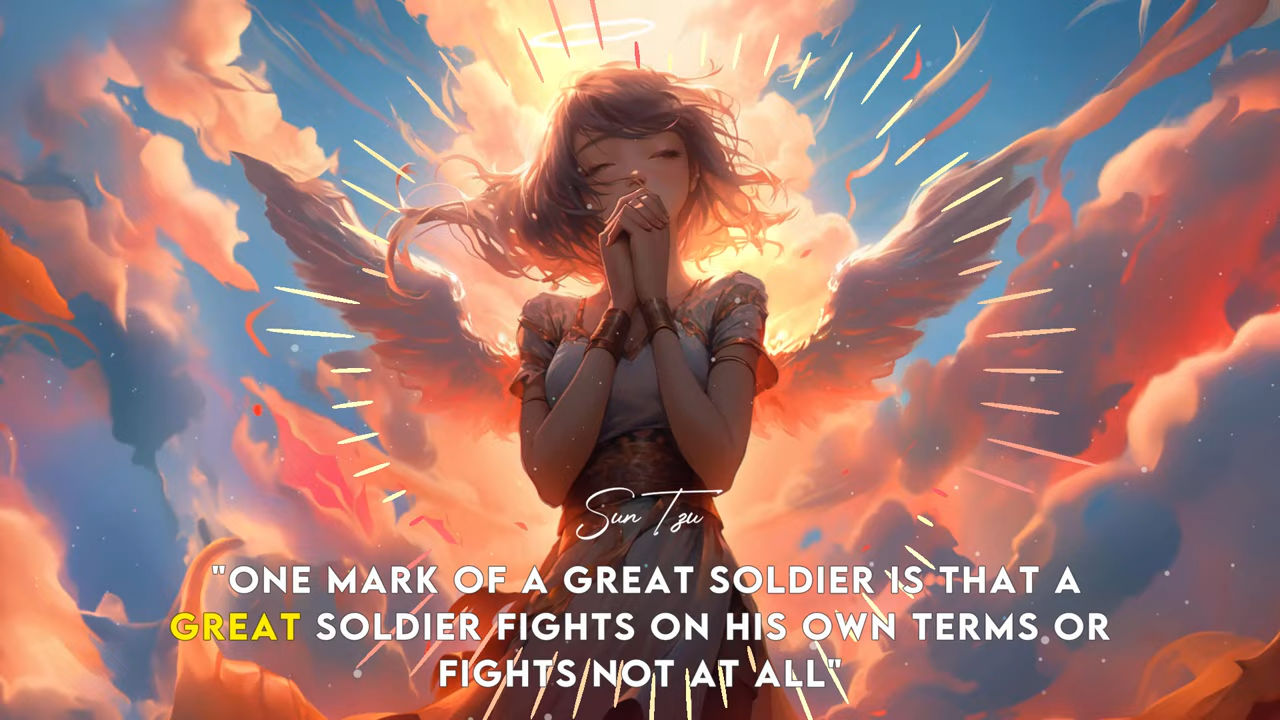 Sun Tzu
"ONE MARK OF A GREAT SOLDIER IS THAT A
GREAT SOLDIER FIGHTS ON HIS OWN TERMS OR
FIGHTS NOT AT ALL"